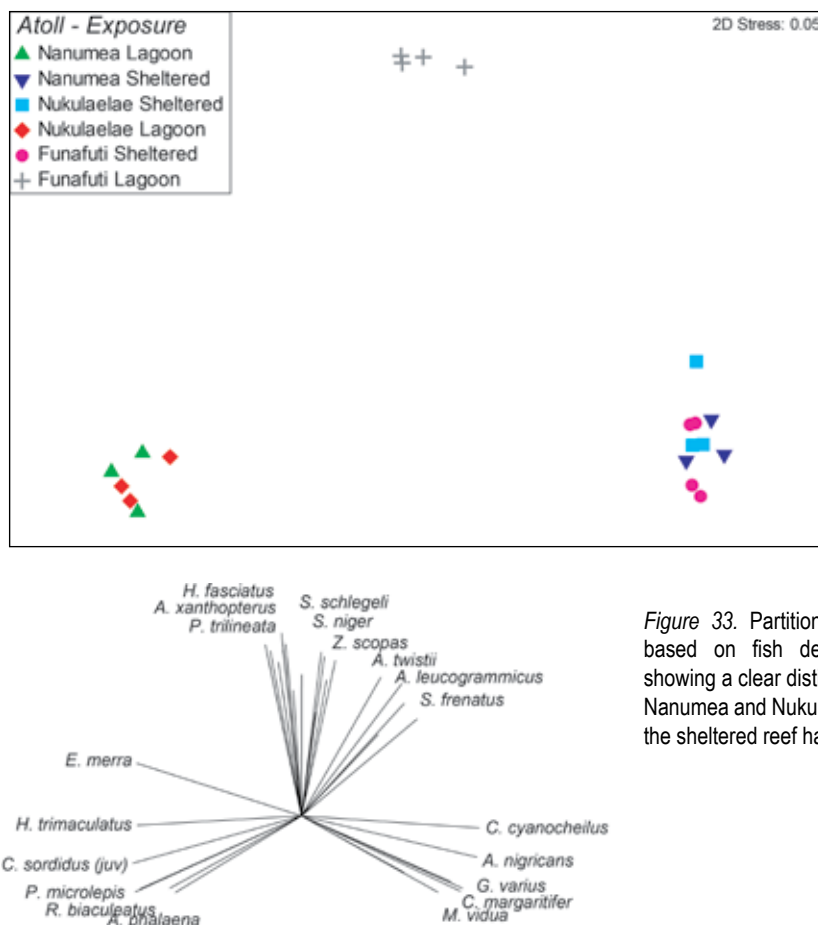 Atoll - Exposure
2D Stress: 0.05
Nanumea Lagoon
Nanumea Sheltered
Nukulaelae Sheltered
Nukulaelae Lagoon
Funafuti Sheltered
Funafuti Lagoon
H. fasciatus
S. schlegeli
A. xanthopterus
S. niger
P. trilineata
Z. scopas
A. twistii
A. leucogrammicus
S. frenatus
E. merra
H. trimaculatus
C. cyanocheilus
C. sordidus (juv)
A. nigricans
P. microlepis
G. varius
R. biaculeatus
C. margaritifer
A. phalaena
M. vidua
Figure 33. Partition
based on fish de
showing a clear dist
Nanumea and Nuku
the sheltered reef ha